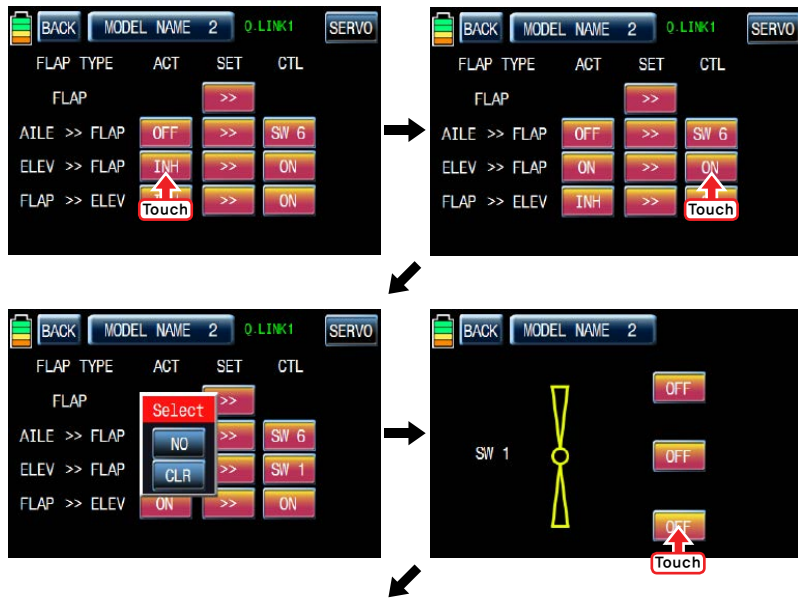 BACK MODEL NAME 2 Q.LINK1 SERVO
FLAP TYPE ACT SET CTL
FLAP >>
AILE >> FLAP OFF >> SW 6
ELEV >> FLAP INH >> ON
FLAP >> ELEV >> ON
Touch
BACK MODEL NAME 2 Q.LINK1 SERVO
FLAP TYPE ACT SET CTL
FLAP >>
AILE >> FLAP OFF >> SW 6
ELEV >> FLAP ON >> ON
FLAP >> ELEV INH >>
Touch
BACK MODEL NAME 2 Q.LINK1 SERVO
FLAP TYPE ACT SET CTL
FLAP >>
Select
AILE >> FLAP NO >> SW 6
ELEV >> FLAP CLR >> SW 1
FLAP >> ELEV ON >> ON
BACK MODEL NAME 2
OFF
SW 1 OFF
OFF
Touch